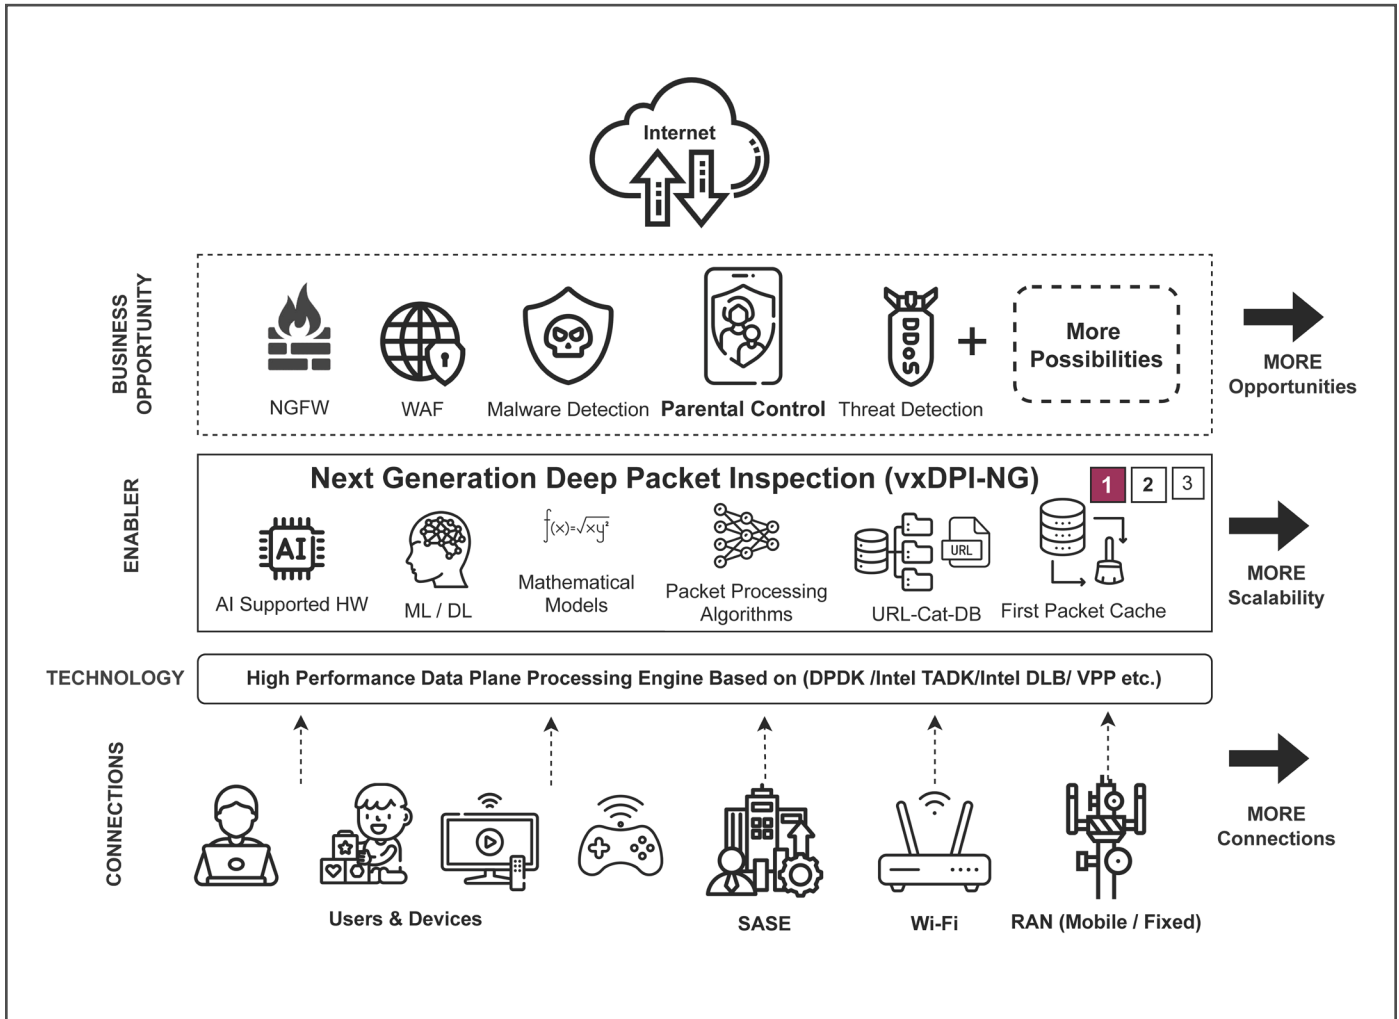 Internet
BUSINESS
OPPORTUNITY
NGFW
WAF
Malware Detection
Parental Control
DDoS
Threat Detection
+
More
Possibilities
MORE
Opportunities
ENABLER
Next Generation Deep Packet Inspection (vxDPI-NG)
1
2
3
AI
AI Supported HW
ML / DL
f(x)=√xy²
Mathematical
Models
Packet Processing
Algorithms
URL
URL-Cat-DB
First Packet Cache
MORE
Scalability
TECHNOLOGY
High Performance Data Plane Processing Engine Based on (DPDK /Intel TADK/Intel DLB/ VPP etc.)
CONNECTIONS
Users & Devices
SASE
Wi-Fi
RAN (Mobile / Fixed)
MORE
Connections